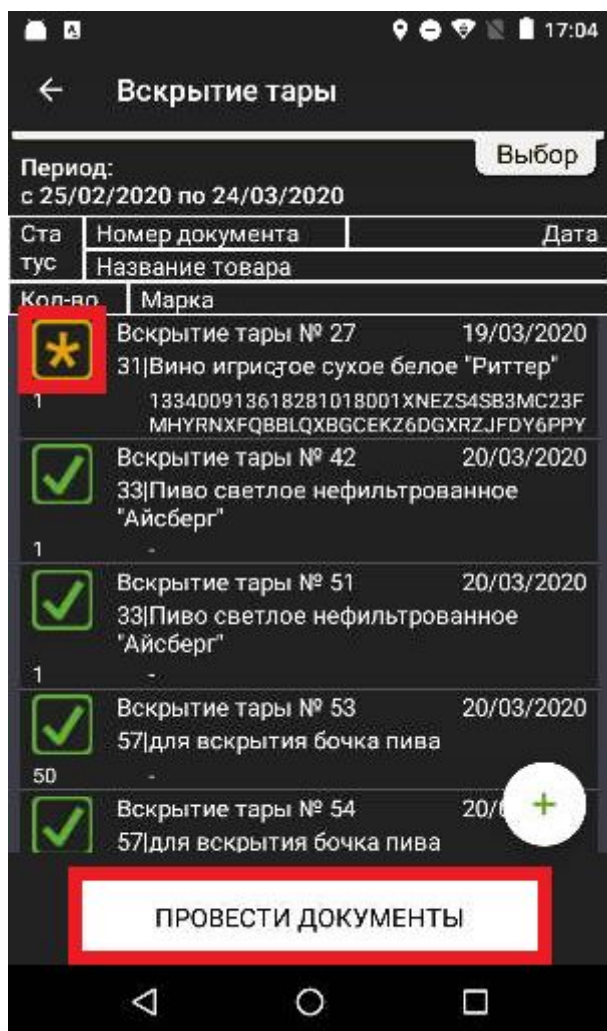 17:04
Вскрытие тары
Выбор
Период:
с 25/02/2020 по 24/03/2020
Ста
тус
Номер документа
Дата
Название товара
Кол-во
Марка
Вскрытие тары № 27
19/03/2020
31|Вино игристое сухое белое "Риттер"
1
133400913618281018001XNEZS4SB3MC23F
MHYRNXFQBBLQXBGCEKZ6DGXRZJFDY6PPY
Вскрытие тары № 42
20/03/2020
33|Пиво светлое нефильтрованное
"Айсберг"
1
-
Вскрытие тары № 51
20/03/2020
33|Пиво светлое нефильтрованное
"Айсберг"
1
-
Вскрытие тары № 53
20/03/2020
57|для вскрытия бочка пива
50
-
Вскрытие тары № 54
20/
+
57|для вскрытия бочка пива
ПРОВЕСТИ ДОКУМЕНТЫ